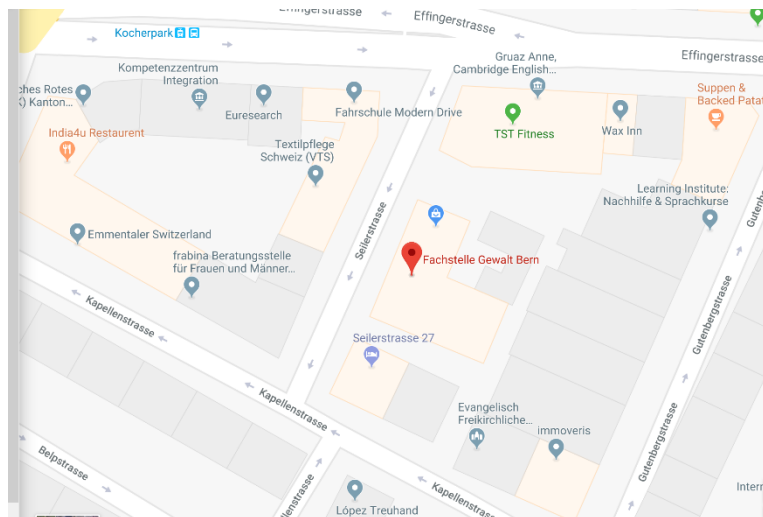 Effingerstrasse
Effingerstrasse
Kocherpark
Effingerstrasse
Gruaz Anne,
Cambridge English...
Kompetenzzentrum
Integration
ches Rotes
K) Kanton...
Suppen &
Backed Patat
Euresearch
Fahrschule Modern Drive
India4u Restaurent
TST Fitness
Wax Inn
Textilpflege
Schweiz (VTS)
Learning Institute:
Nachhilfe & Sprachkurse
Seilerstrasse
Gutenberg
Emmentaler Switzerland
frabina Beratungsstelle
für Frauen und Männer...
Fachstelle Gewalt Bern
Kapellenstrasse
Gutenbergstrasse
Seilerstrasse 27
Kapellenstrasse
Evangelisch
Freikirchliche...
immoveris
Gutenbergstrasse
Belpstrasse
Kapellenstrasse
eilerstrasse
López Treuhand
Intern